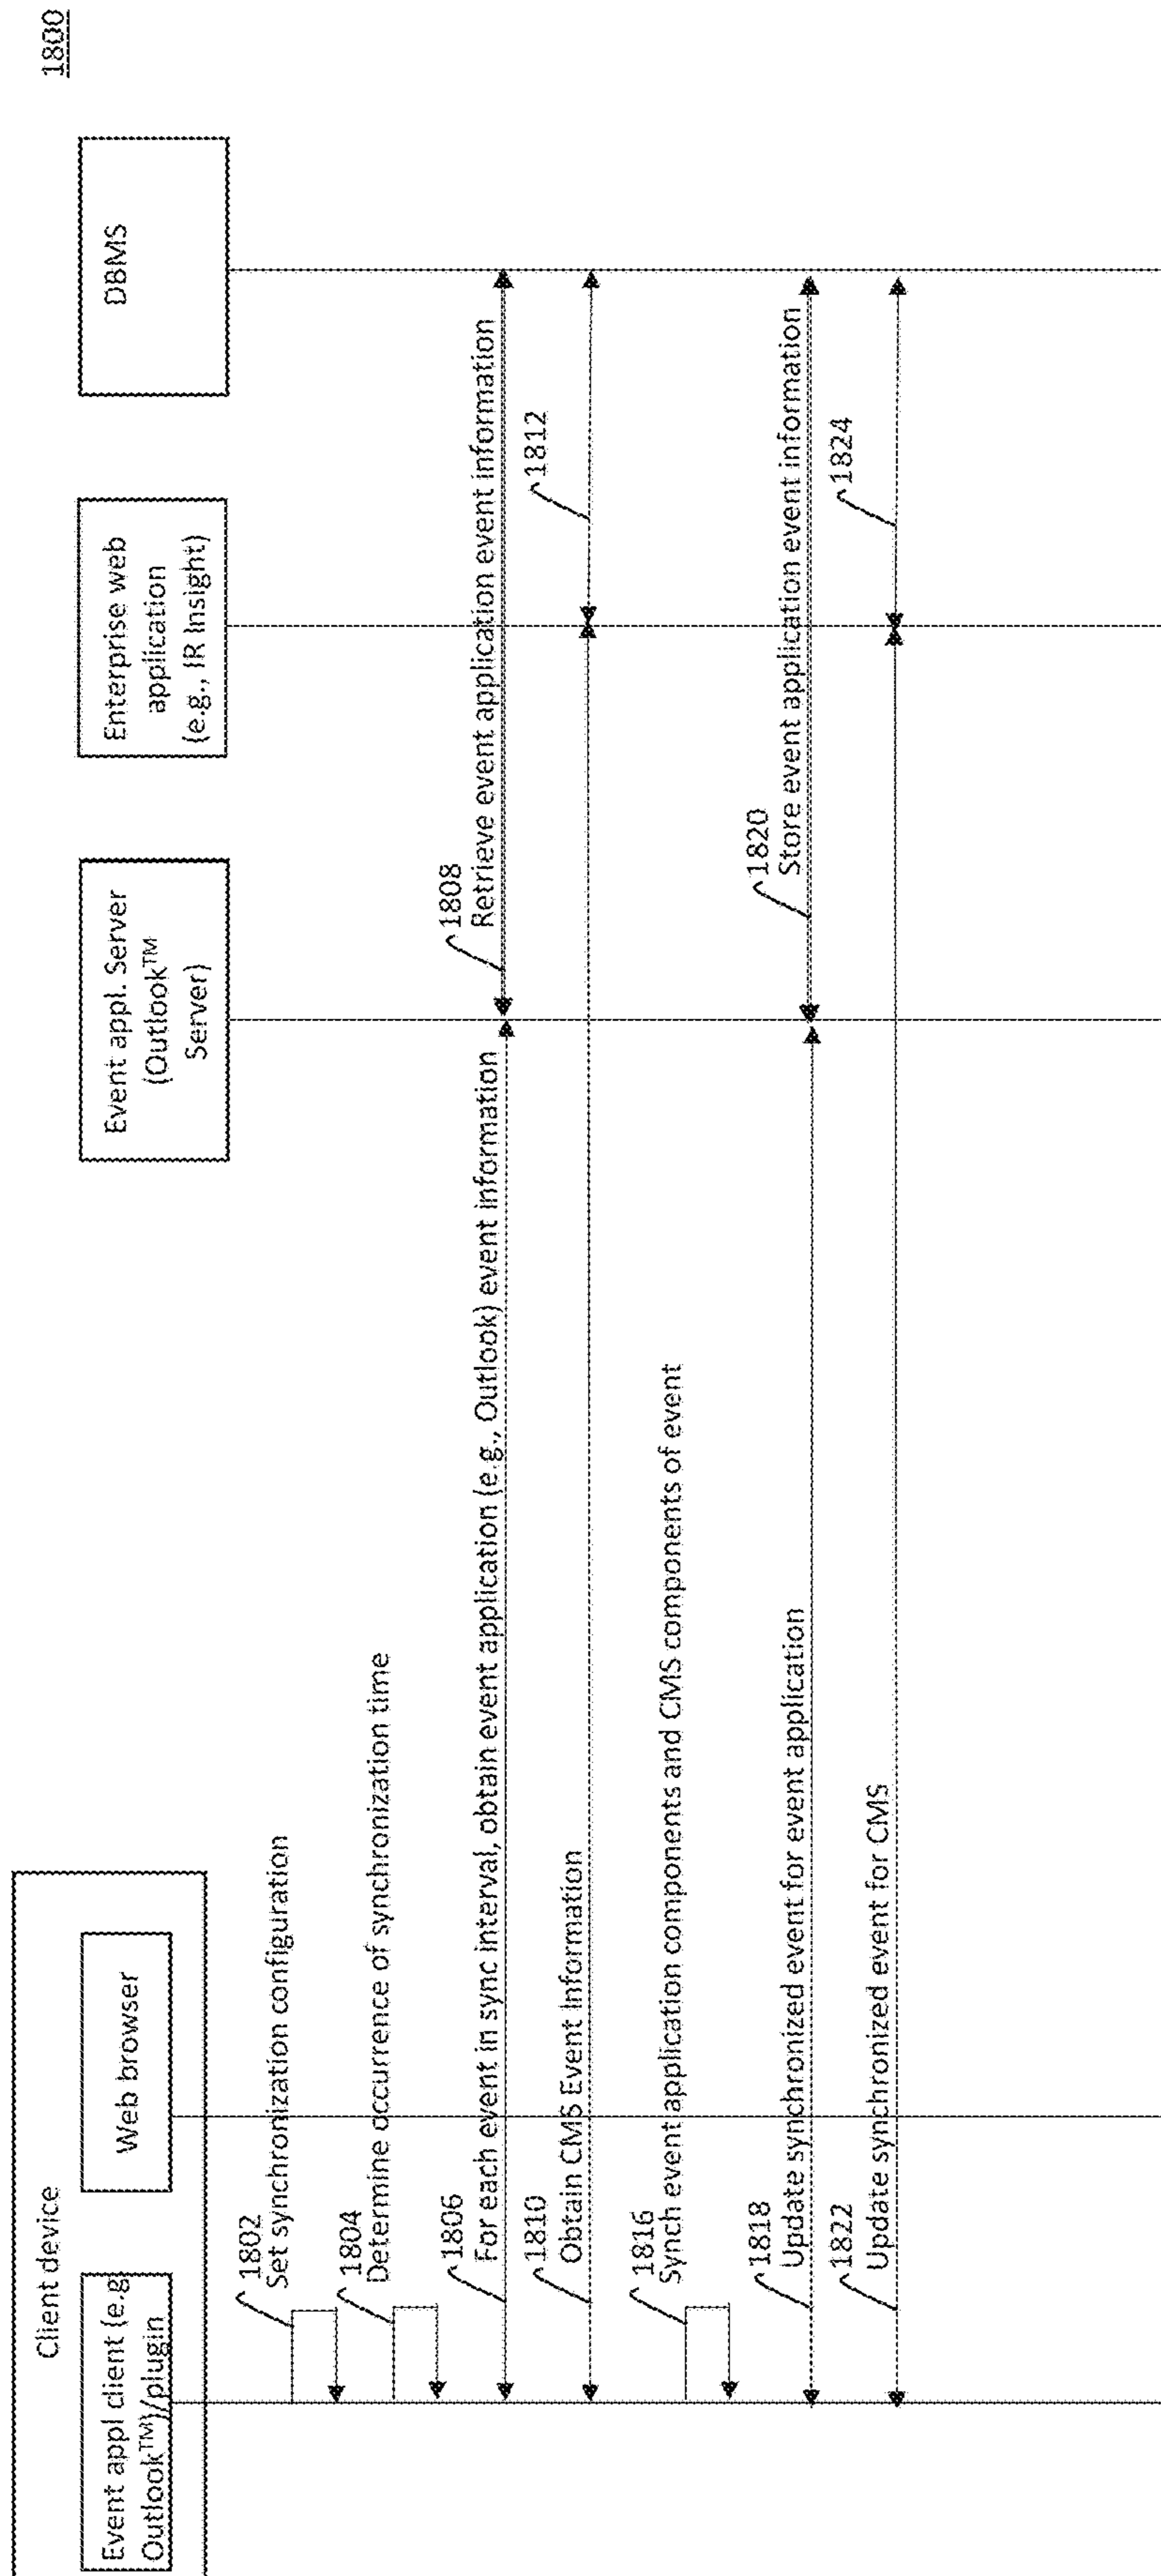 1800
Client device
Event appl client (e.g.
Outlook™)/plugin
Web browser
Event appl. Server
(Outlook™
Server)
Enterprise web
application
(e.g., IR Insight)
DBMS
1802
Set synchronization configuration
1804
Determine occurrence of synchronization time
1806
For each event in sync interval, obtain event application (e.g., Outlook) event information
1808
Retrieve event application event information
1810
Obtain CMS Event Information
1812
1816
Synch event application components and CMS components of event
1818
Update synchronized event for event application
1820
Store event application event information
1822
Update synchronized event for CMS
1824